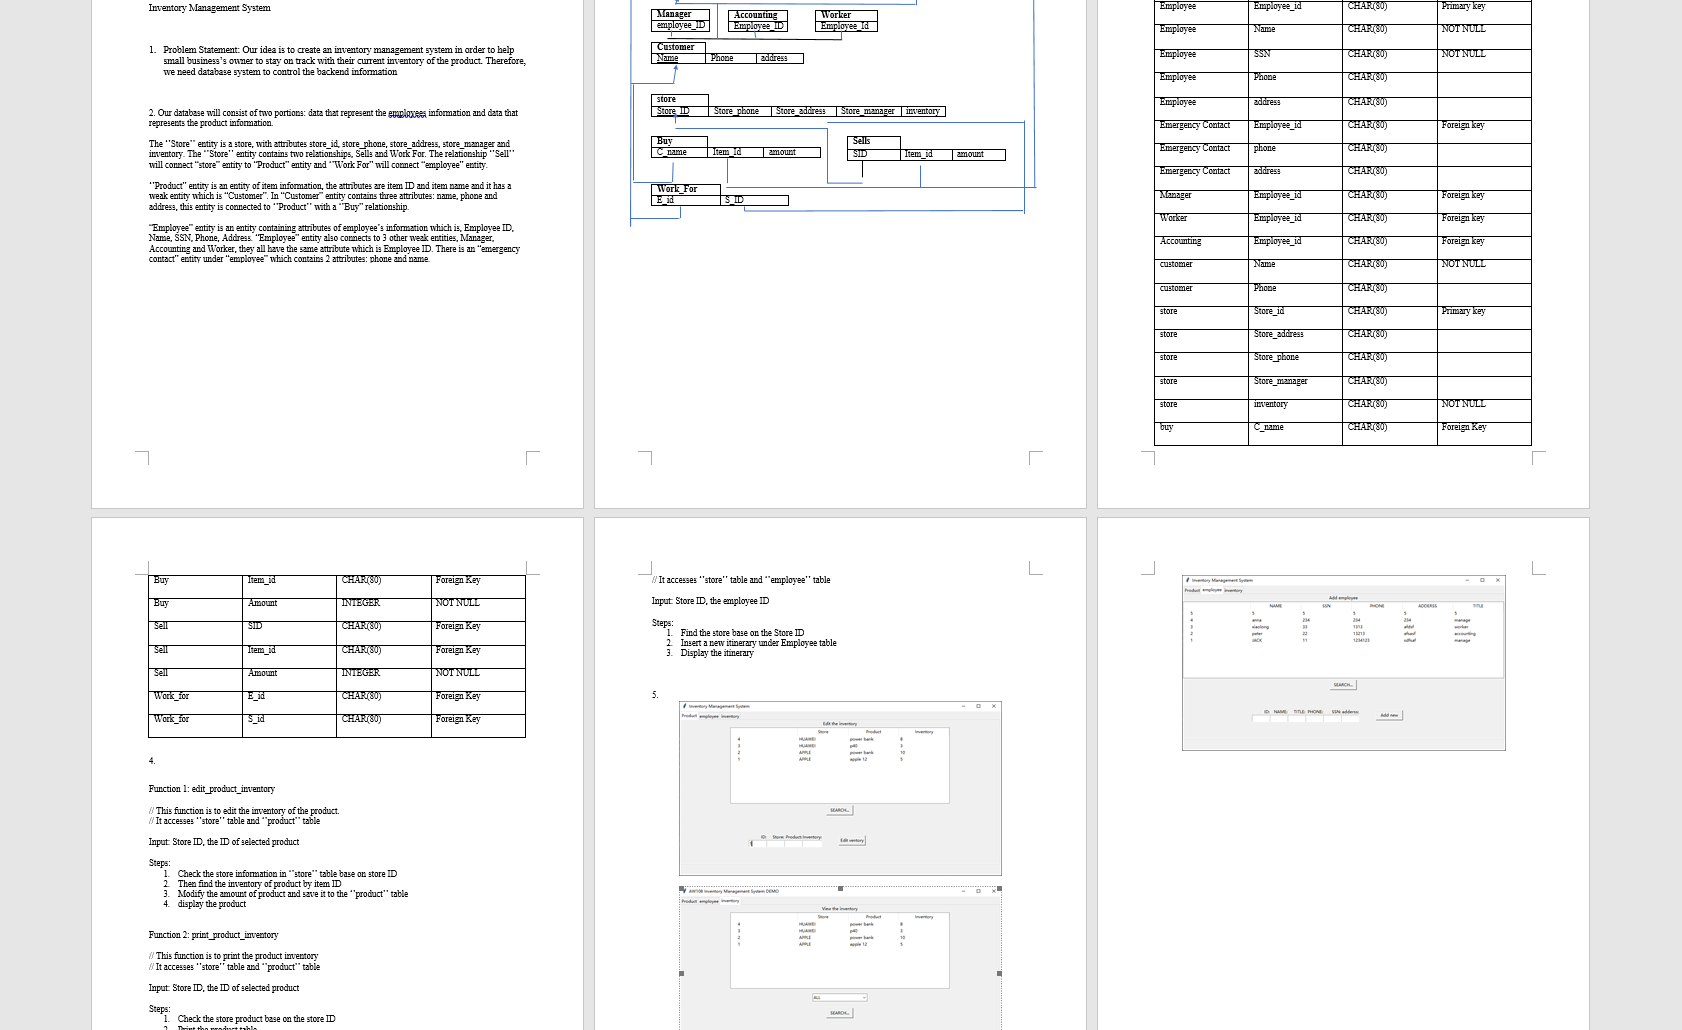 Inventory Management System
1. Problem Statement: Our idea is to create an inventory management system in order to help
small business’s owner to stay on track with their current inventory of the product. Therefore,
we need database system to control the backend information
2. Our database will consist of two portions: data that represent the employees information and data that
represents the product information.
The ‘‘Store’’ entity is a store, with attributes store_id, store_phone, store_address, store_manager and
inventory. The ‘‘Store’’ entity contains two relationships, Sells and Work For. The relationship ‘‘Sell’’
will connect “store” entity to “Product” entity and ‘‘Work For’’ will connect “employee” entity.
‘‘Product’’ entity is an entity of item information, the attributes are item ID and item name and it has a
weak entity which is “Customer”. In “Customer” entity contains three attributes: name, phone and
address, this entity is connected to ‘‘Product’’ with a ‘‘Buy’’ relationship.
“Employee” entity is an entity containing attributes of employee’s information which is, Employee ID,
Name, SSN, Phone, Address. “Employee” entity also connects to 3 other weak entities, Manager,
Accounting and Worker, they all have the same attribute which is Employee ID. There is an “emergency
contact” entity under “employee” which contains 2 attributes: phone and name.
Manager Accounting Worker
employee_ID Employee_ID Employee_Id
Customer
Name Phone address
store
Store_ID Store_phone Store_address Store_manager inventory
Buy Sells
C_name Item_Id amount SID Item_id amount
Work_For
E_id S_ID
Employee Employee_id CHAR(80) Primary key
Employee Name CHAR(80) NOT NULL
Employee SSN CHAR(80) NOT NULL
Employee Phone CHAR(80)
Employee address CHAR(80)
Emergency Contact Employee_id CHAR(80) Foreign key
Emergency Contact phone CHAR(80)
Emergency Contact address CHAR(80)
Manager Employee_id CHAR(80) Foreign key
Worker Employee_id CHAR(80) Foreign key
Accounting Employee_id CHAR(80) Foreign key
customer Name CHAR(80) NOT NULL
customer Phone CHAR(80)
store Store_id CHAR(80) Primary key
store Store_address CHAR(80)
store Store_phone CHAR(80)
store Store_manager CHAR(80)
store inventory CHAR(80) NOT NULL
buy C_name CHAR(80) Foreign Key
Buy Item_id CHAR(80) Foreign Key
Buy Amount INTEGER NOT NULL
Sell SID CHAR(80) Foreign Key
Sell Item_id CHAR(80) Foreign Key
Sell Amount INTEGER NOT NULL
Work_for E_id CHAR(80) Foreign Key
Work_for S_id CHAR(80) Foreign Key
4.
Function 1: edit_product_inventory
// This function is to edit the inventory of the product.
// It accesses ‘‘store’’ table and ‘‘product’’ table
Input: Store ID, the ID of selected product
Steps:
1. Check the store information in ‘‘store’’ table base on store ID
2. Then find the inventory of product by item ID
3. Modify the amount of product and save it to the ‘‘product’’ table
4. display the product
Function 2: print_product_inventory
// This function is to print the product inventory
// It accesses ‘‘store’’ table and ‘‘product’’ table
Input: Store ID, the ID of selected product
Steps:
1. Check the store product base on the store ID
2. Print the product table
// It accesses ‘‘store’’ table and ‘‘employee’’ table
Input: Store ID, the employee ID
Steps:
1. Find the store base on the Store ID
2. Insert a new itinerary under Employee table
3. Display the itinerary
5.
Inventory Management System
Product employee inventory
Edit the inventory
Store Product Inventory
4 HUAWEI power bank 8
3 HUAWEI p40 3
2 APPLE power bank 10
1 APPLE apple 12 5
SEARCH...
ID: Store: Product: Inventory:
Edit ventory
Inventory Management System DEMO
Product employee inventory
View the inventory
Store Product Inventory
4 HUAWEI power bank 8
3 HUAWEI p40 3
2 APPLE power bank 10
1 APPLE apple 12 5
ALL
SEARCH...
Inventory Management System
Product employee inventory
Add employee
NAME SSN PHONE ADDERSS TITLE
5 5 5 5 5 5
4 anna 234 234 234 manage
3 xiaolong 33 1313 worker
2 peter 22 13213 accounting
1 JACK 11 1234123 manage
SEARCH...
ID: NAME: TITLE: PHONE: SSN: adderss:
Add new